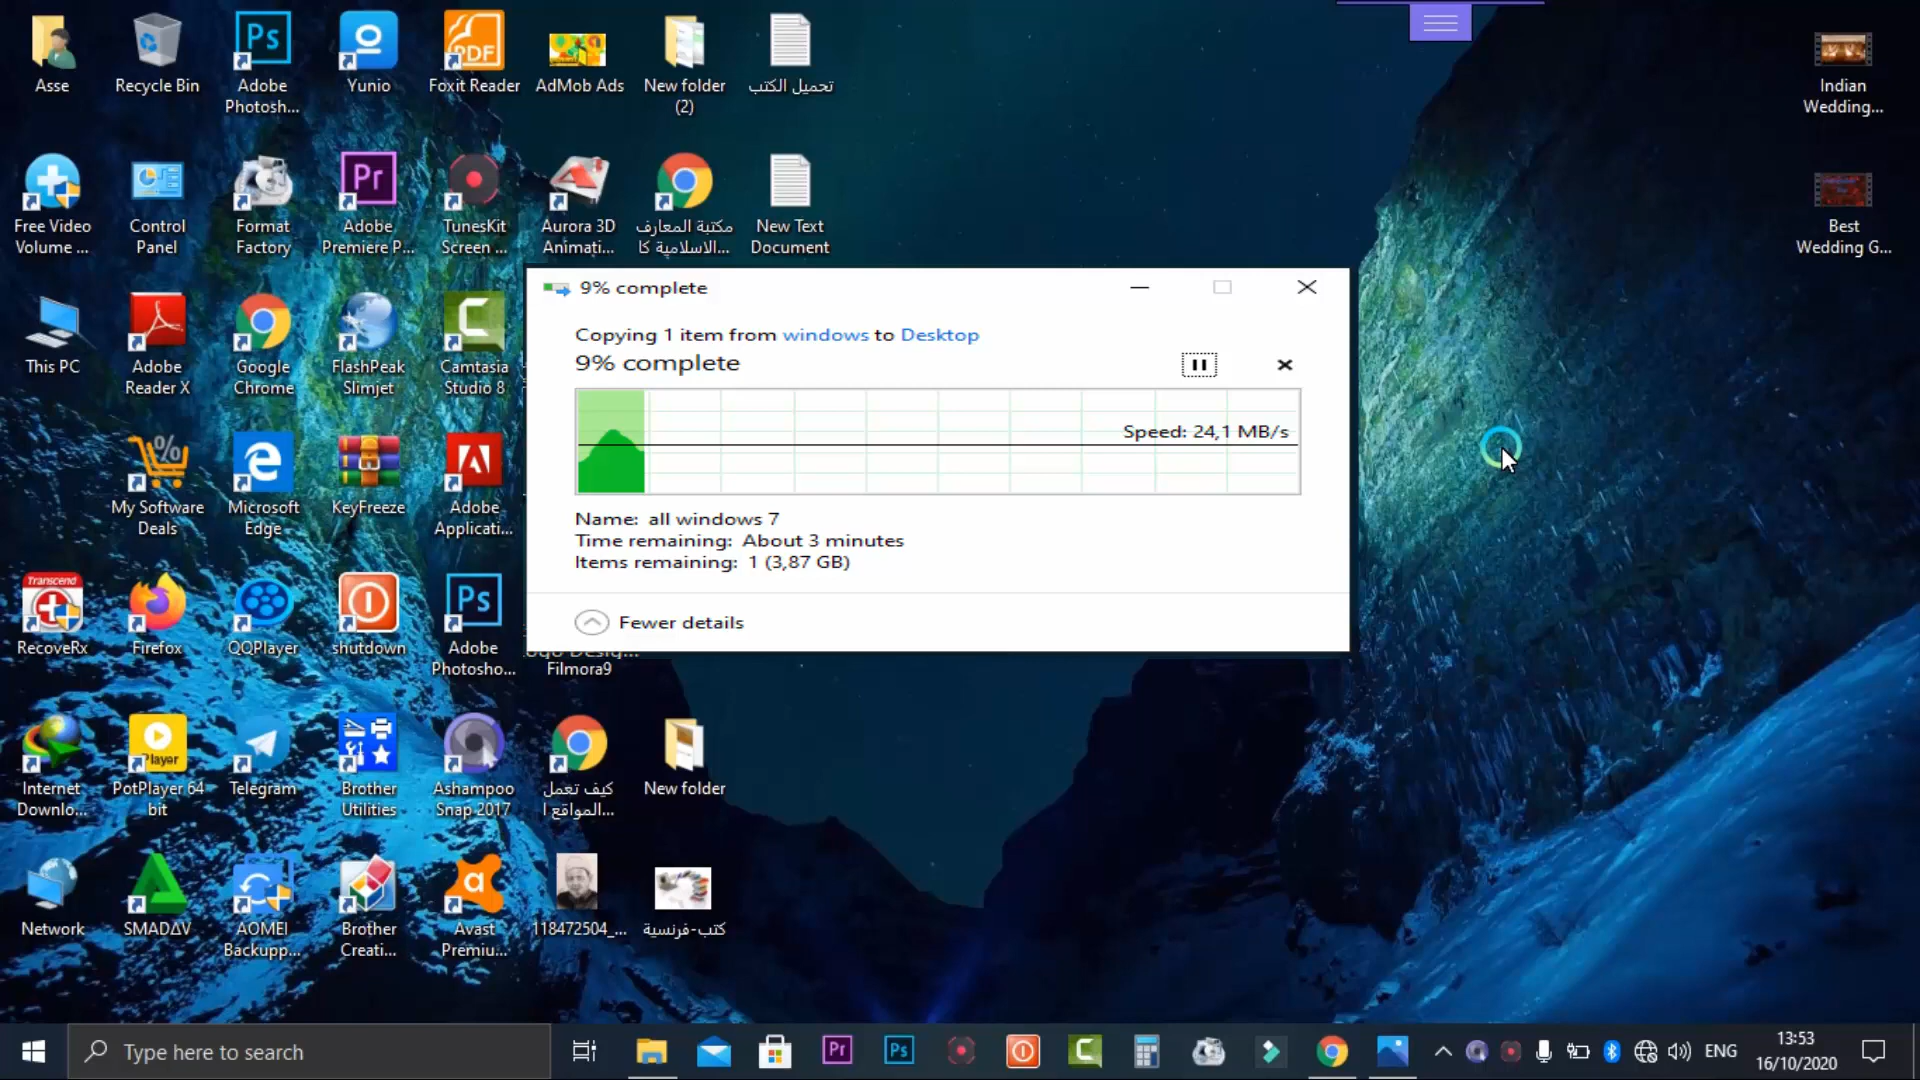 Asse
Recycle Bin
Adobe
Photosh...
Yunio
Foxit Reader
AdMob Ads
New folder
(2)
تحميل الكتب
Indian
Wedding...
Free Video
Volume ...
Control
Panel
Format
Factory
Adobe
Premiere P...
TunesKit
Screen ...
Aurora 3D
Animati...
مكتبة المعارف
الاسلامية كا...
New Text
Document
Best
Wedding G...
9% complete
Copying 1 item from windows to Desktop
9% complete
Speed: 24,1 MB/s
Name: all windows 7
Time remaining: About 3 minutes
Items remaining: 1 (3,87 GB)
Fewer details
This PC
Adobe
Reader X
Google
Chrome
FlashPeak
Slimjet
Camtasia
Studio 8
My Software
Deals
Microsoft
Edge
KeyFreeze
Adobe
Applicati...
Transcend
RecoveRx
Firefox
QQPlayer
shutdown
Adobe
Photosho...
Filmora9
Internet
Downlo...
Player
PotPlayer 64
bit
Telegram
Brother
Utilities
Ashampoo
Snap 2017
كيف تعمل
المواقع ا...
New folder
Network
SMADΔV
AOMEI
Backupp...
Brother
Creati...
Avast
Premiu...
118472504_...
كتب-فرنسية
Type here to search
ENG
13:53
16/10/2020